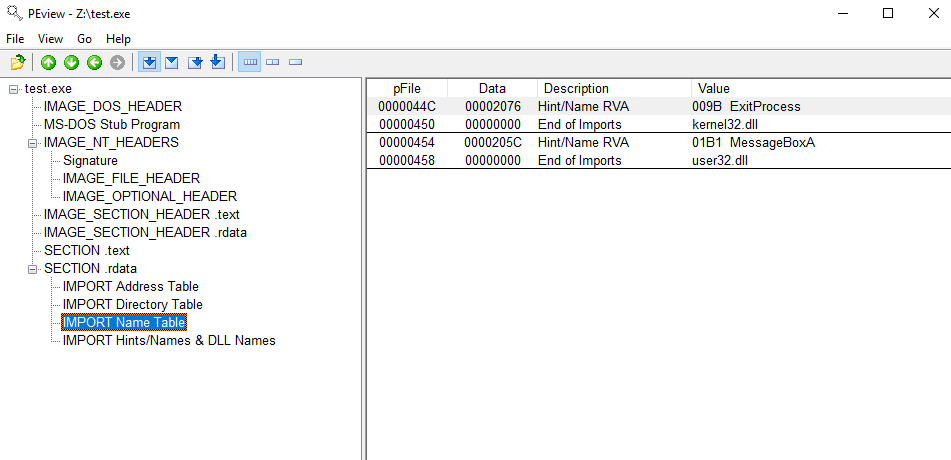 PEview - Z:\test.exe
File View Go Help
test.exe
IMAGE_DOS_HEADER
MS-DOS Stub Program
IMAGE_NT_HEADERS
Signature
IMAGE_FILE_HEADER
IMAGE_OPTIONAL_HEADER
IMAGE_SECTION_HEADER .text
IMAGE_SECTION_HEADER .rdata
SECTION .text
SECTION .rdata
IMPORT Address Table
IMPORT Directory Table
IMPORT Name Table
IMPORT Hints/Names & DLL Names
pFile Data Description Value
0000044C 00002076 Hint/Name RVA 009B ExitProcess
00000450 00000000 End of Imports kernel32.dll
00000454 0000205C Hint/Name RVA 01B1 MessageBoxA
00000458 00000000 End of Imports user32.dll